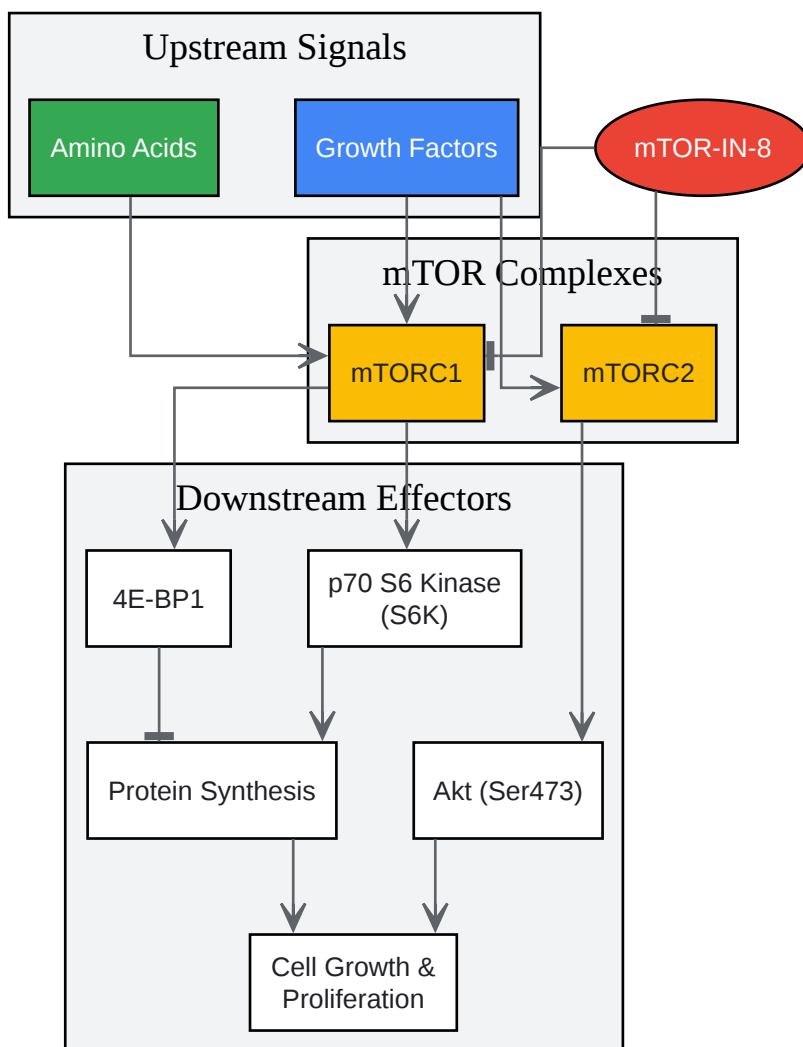 Upstream Signals
Amino Acids
Growth Factors
mTOR-IN-8
mTOR Complexes
mTORC1
mTORC2
Downstream Effectors
4E-BP1
p70 S6 Kinase
(S6K)
Protein Synthesis
Akt (Ser473)
Cell Growth &
Proliferation